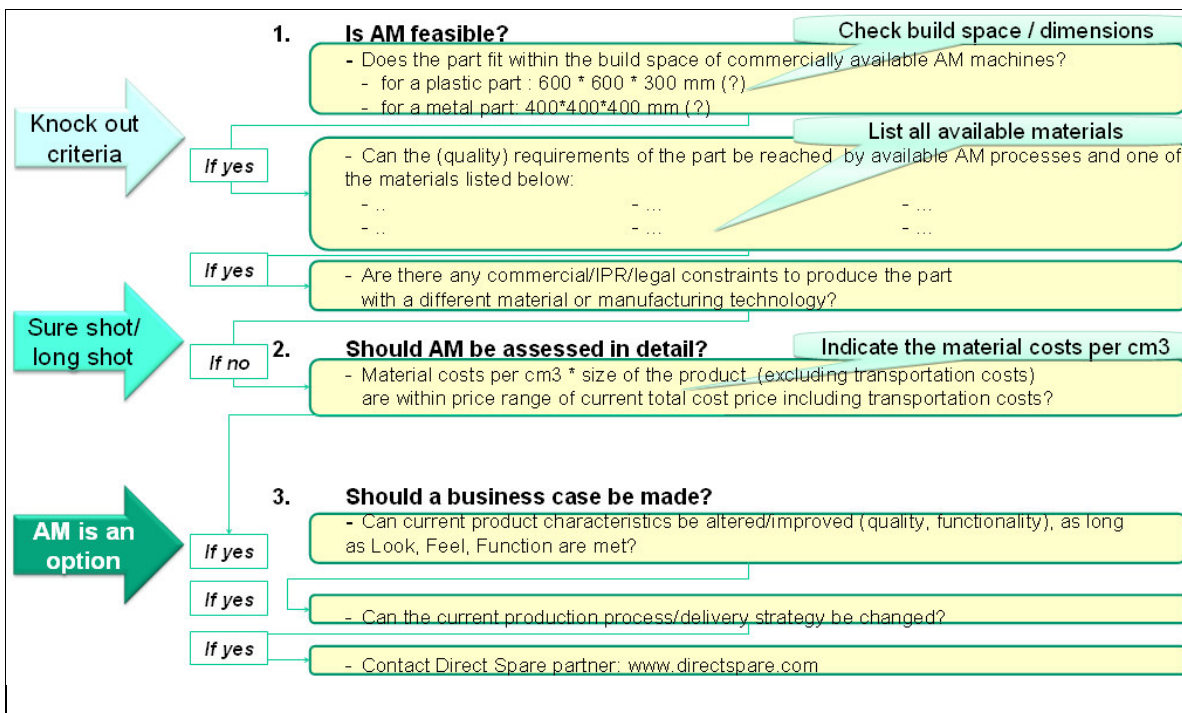 1. Is AM feasible?
Check build space / dimensions
- Does the part fit within the build space of commercially available AM machines?
- for a plastic part : 600 * 600 * 300 mm (?)
- for a metal part: 400*400*400 mm (?)
Knock out
criteria
List all available materials
If yes
- Can the (quality) requirements of the part be reached by available AM processes and one of
the materials listed below:
- .. - ... - ...
- .. - ... - ...
If yes
- Are there any commercial/IPR/legal constraints to produce the part
with a different material or manufacturing technology?
Sure shot/
long shot
If no
2. Should AM be assessed in detail?
Indicate the material costs per cm3
- Material costs per cm3 * size of the product (excluding transportation costs)
are within price range of current total cost price including transportation costs?
3. Should a business case be made?
AM is an
option
If yes
- Can current product characteristics be altered/improved (quality, functionality), as long
as Look, Feel, Function are met?
If yes
- Can the current production process/delivery strategy be changed?
If yes
- Contact Direct Spare partner: www.directspare.com